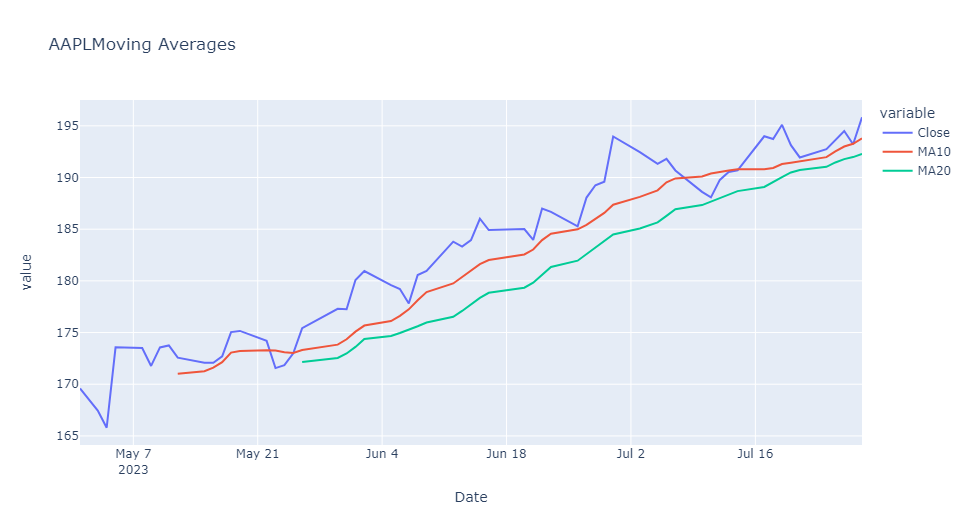 AAPLMoving Averages
variable
Close
MA10
MA20
195
190
185
180
175
170
165
value
May 7
2023
May 21
Jun 4
Jun 18
Jul 2
Jul 16
Date